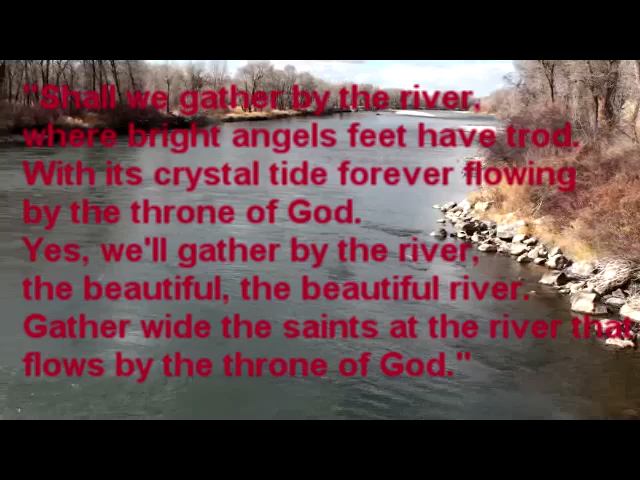 "Shall we gather by the river,
where bright angels feet have trod.
With its crystal tide forever flowing
by the throne of God.
Yes, we'll gather by the river,
the beautiful, the beautiful river.
Gather wide the saints at the river that
flows by the throne of God."